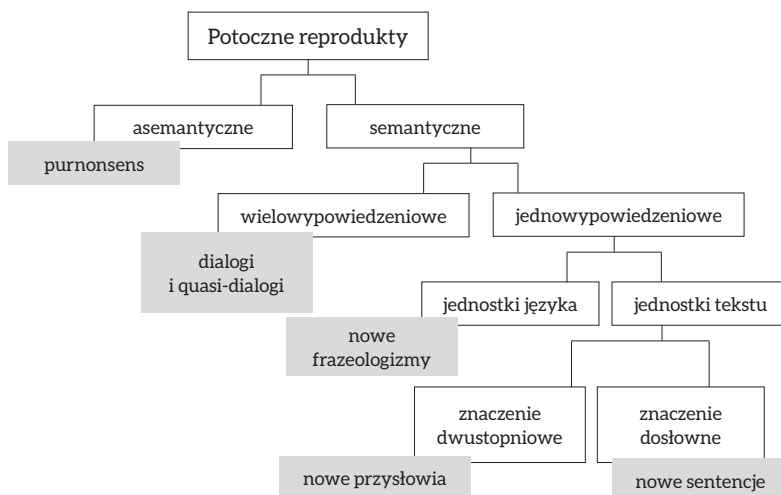 Potoczne reprodukty
asemantyczne
semantyczne
purnonsens
wielowypowiedzeniowe
jednowypowiedzeniowe
dialogi
i quasi-dialogi
jednostki języka
jednostki tekstu
nowe
frazeologizmy
znaczenie
dwustopniowe
znaczenie
dosłowne
nowe przysłowia
nowe sentencje